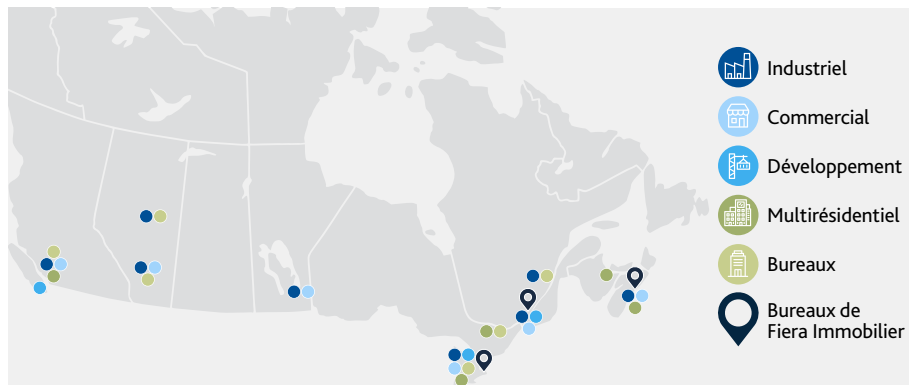 Industriel
Commercial
Développement
Multirésidentiel
Bureaux
Bureaux de
Fiera Immobilier